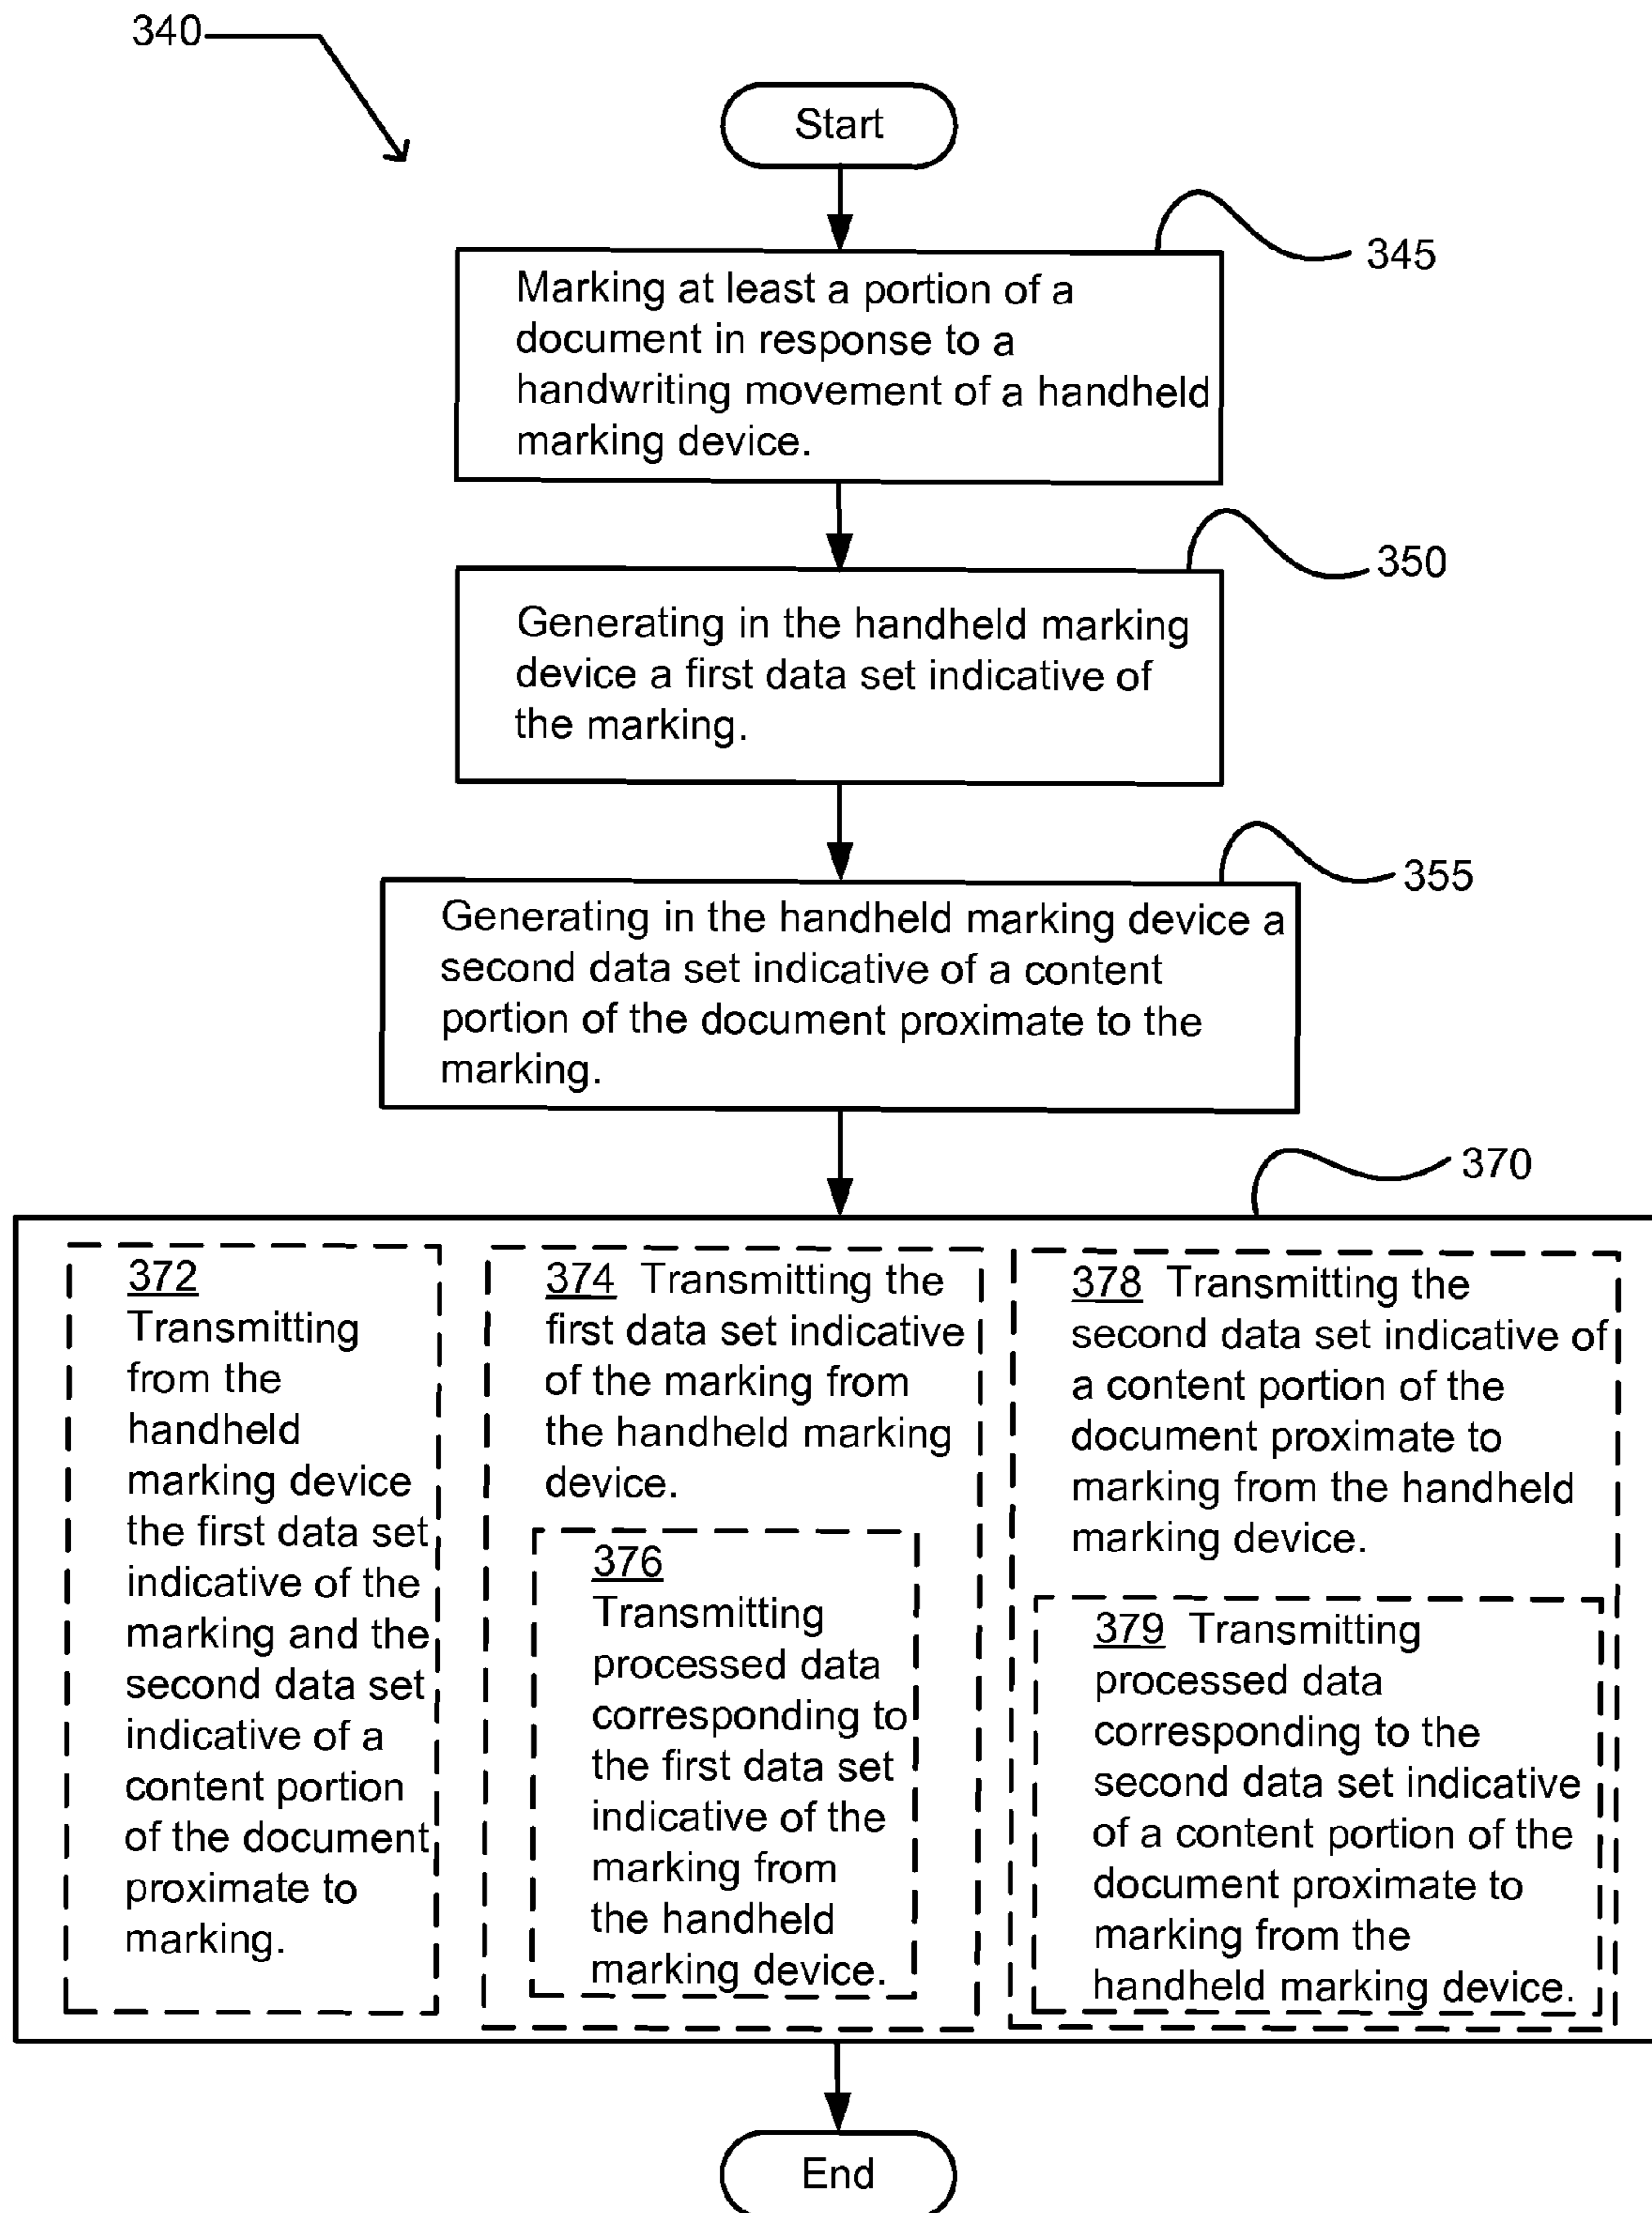 340
Start
345
Marking at least a portion of a
document in response to a
handwriting movement of a handheld
marking device.
350
Generating in the handheld marking
device a first data set indicative of
the marking.
355
Generating in the handheld marking device a
second data set indicative of a content
portion of the document proximate to the
marking.
370
372
Transmitting
from the
handheld
marking device
the first data set
indicative of the
marking and the
second data set
indicative of a
content portion
of the document
proximate to
marking.
374 Transmitting the
first data set indicative
of the marking from
the handheld marking
device.
376
Transmitting
processed data
corresponding to
the first data set
indicative of the
marking from
the handheld
marking device.
378 Transmitting the
second data set indicative of
a content portion of the
document proximate to
marking from the handheld
marking device.
379 Transmitting
processed data
corresponding to the
second data set indicative
of a content portion of the
document proximate to
marking from the
handheld marking device.
End